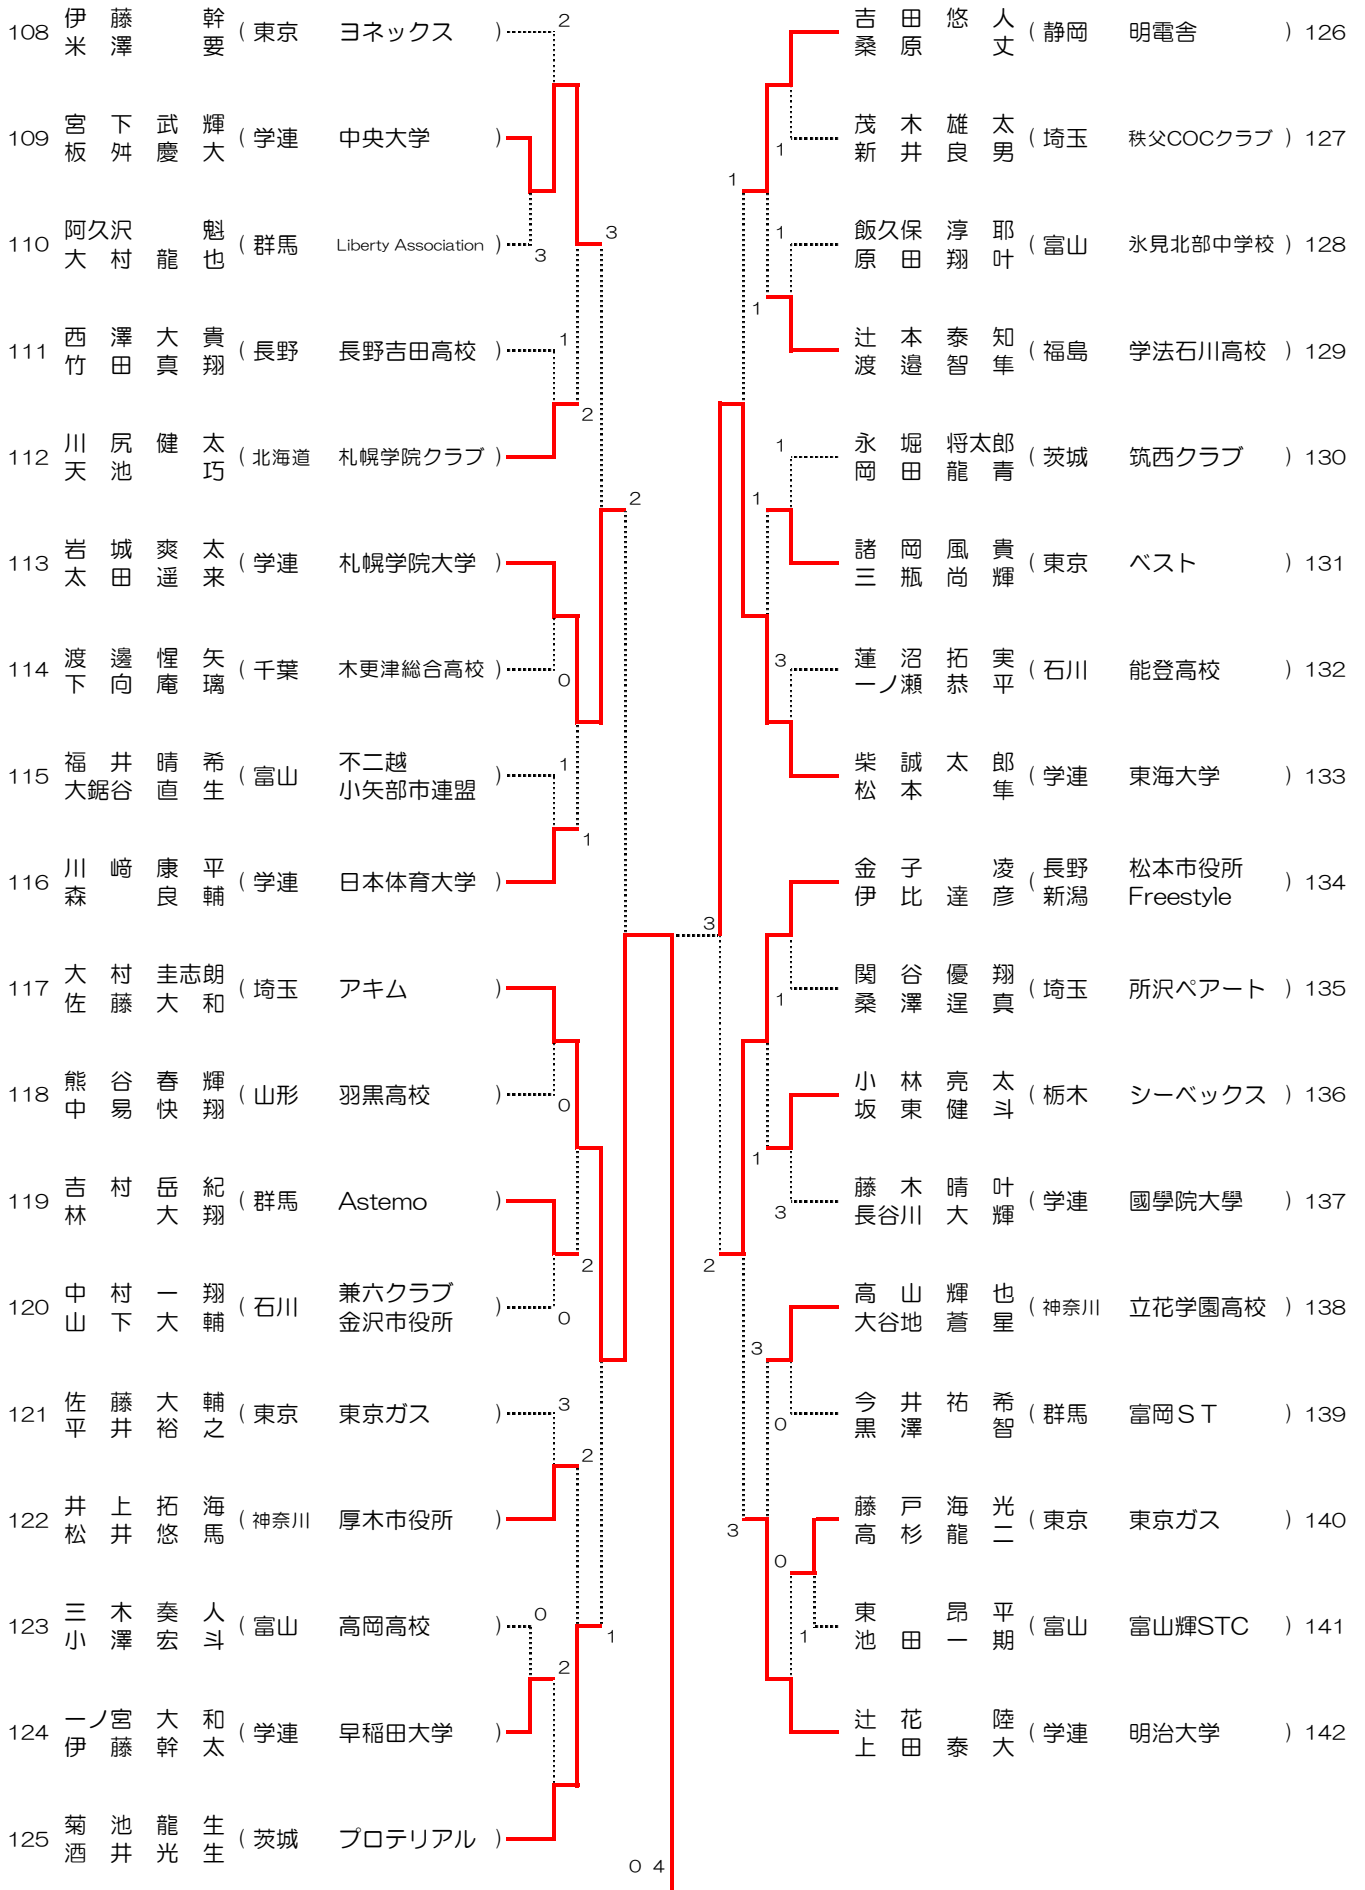 108 伊藤 幹 (東京 ヨネックス)
米澤 要
2
109 宮下武輝 (学連 中央大学)
板舛慶大
110 阿久沢 魁 (群馬 Liberty Association)
大村龍也
3
3
111 西澤大貴 (長野 長野吉田高校)
竹田真翔
1
2
112 川尻健太 (北海道 札幌学院クラブ)
天池 巧
2
113 岩城爽太 (学連 札幌学院大学)
太田遥来
114 渡邊惺矢 (千葉 木更津総合高校)
下向庵璃
0
115 福井晴希 (富山 不二越
大鋸谷直生 小矢部市連盟)
1
1
116 川﨑康平 (学連 日本体育大学)
森 良輔
117 大村圭志朗 (埼玉 アキム)
佐藤大和
118 熊谷春輝 (山形 羽黒高校)
中易快翔
0
119 吉村岳紀 (群馬 Astemo)
林 大翔
2
120 中村一翔 (石川 兼六クラブ
山下大輔 金沢市役所)
0
121 佐藤大輔 (東京 東京ガス)
平井裕之
3
2
122 井上拓海 (神奈川 厚木市役所)
松井悠馬
123 三木奏人 (富山 高岡高校)
小澤宏斗
0
1
2
124 一ノ宮大和 (学連 早稲田大学)
伊藤幹太
125 菊池龍生 (茨城 プロテリアル)
酒井光生
0 4
吉田悠人 (静岡 明電舎) 126
桑原 丈
茂木雄太 (埼玉 秩父COCクラブ) 127
新井良男
1
1
飯久保淳耶 (富山 氷見北部中学校) 128
原田翔叶
1
1
辻本泰知 (福島 学法石川高校) 129
渡邉智隼
永堀将太郎 (茨城 筑西クラブ) 130
岡田龍青
1
1
諸岡風貴 (東京 ベスト) 131
三瓶尚輝
蓮沼拓実 (石川 能登高校) 132
一ノ瀬恭平
3
柴誠太郎 (学連 東海大学) 133
松本 隼
3
金子 凌 (長野 松本市役所) 134
伊比達彦 新潟 Freestyle
関谷優翔 (埼玉 所沢ペアート) 135
桑澤逞真
1
小林亮太 (栃木 シーベックス) 136
坂東健斗
1
藤木晴叶 (学連 國學院大學) 137
長谷川大輝
3
2
高山輝也 (神奈川 立花学園高校) 138
大谷地蒼星
3
今井祐希 (群馬 富岡ST) 139
黒澤 智
0
藤戸海光 (東京 東京ガス) 140
高杉龍二
3
0
東 昂平 (富山 富山輝STC) 141
池田一期
1
辻花 陸 (学連 明治大学) 142
上田泰大